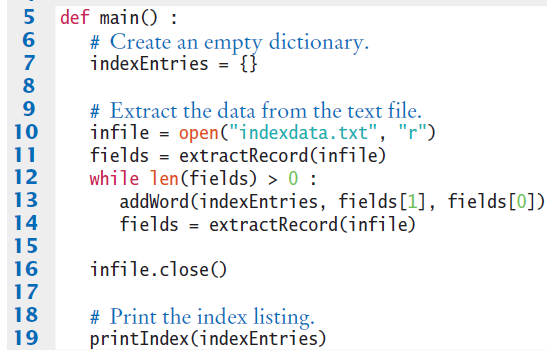 5 def main() :
6 # Create an empty dictionary.
7 indexEntries = {}
8
9 # Extract the data from the text file.
10 infile = open("indexdata.txt", "r")
11 fields = extractRecord(infile)
12 while len(fields) > 0 :
13 addWord(indexEntries, fields[1], fields[0])
14 fields = extractRecord(infile)
15
16 infile.close()
17
18 # Print the index listing.
19 printIndex(indexEntries)